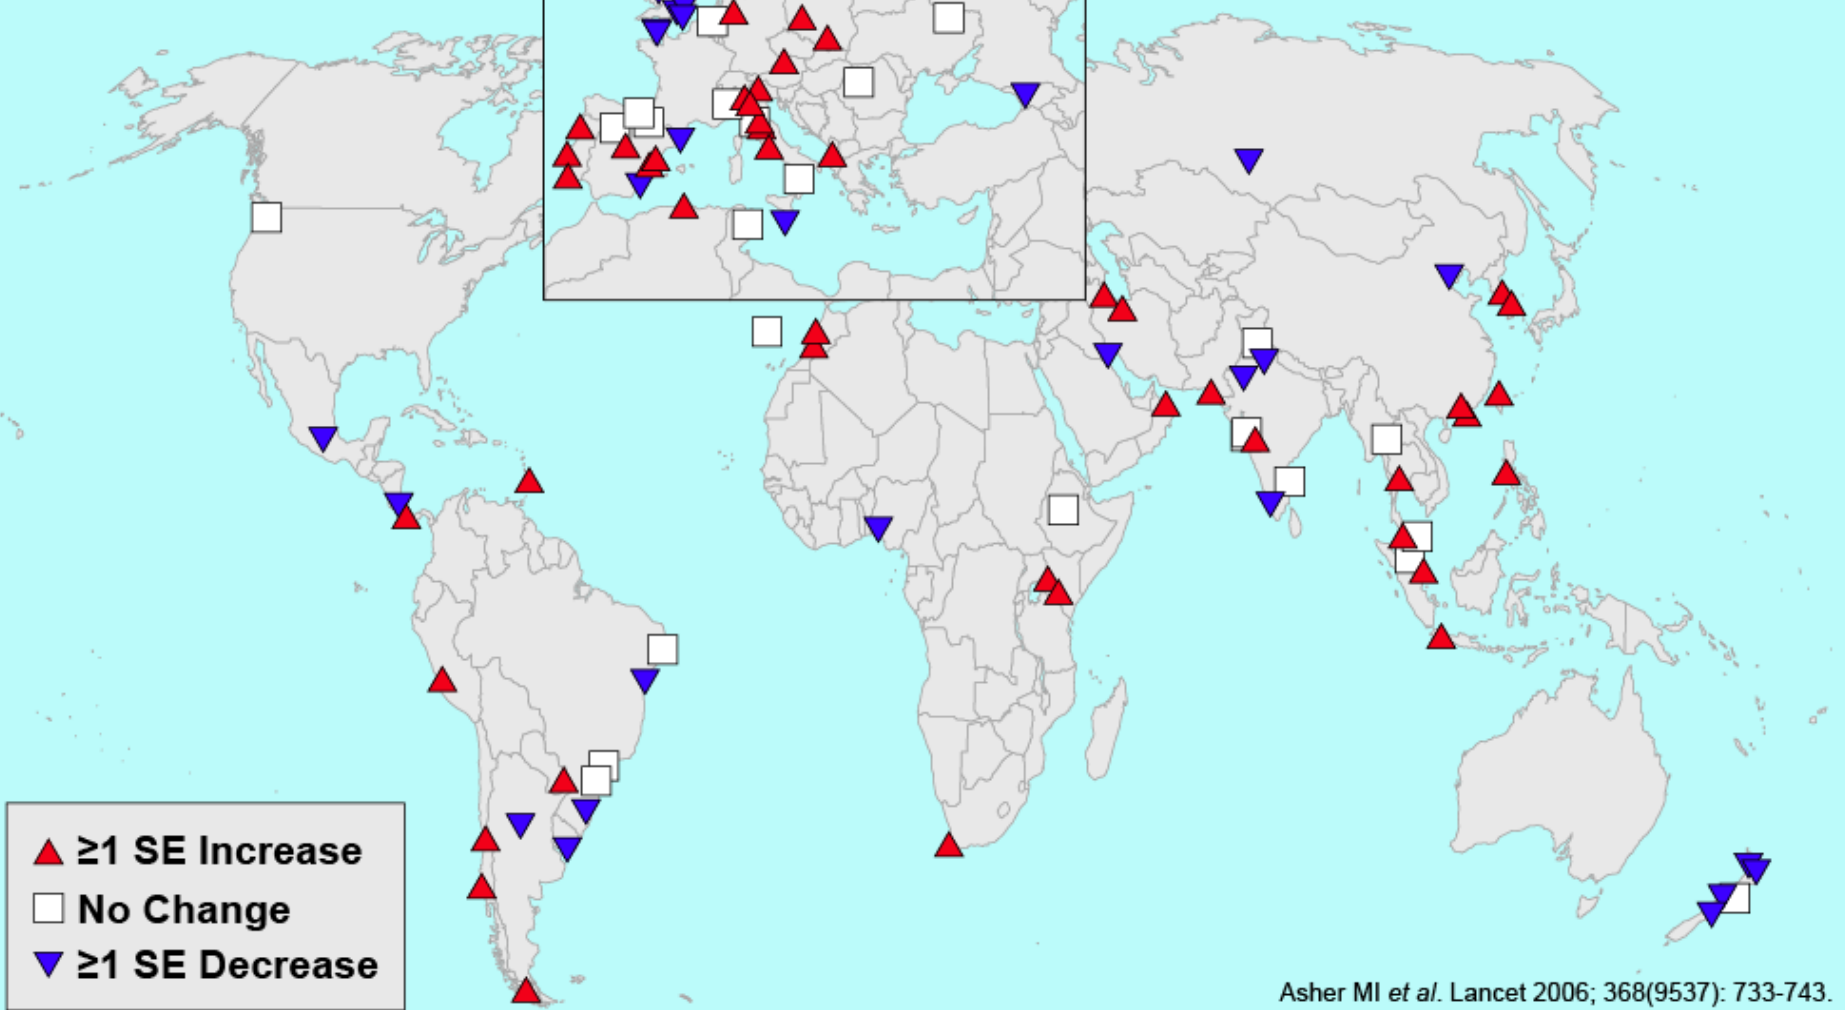 ≥1 SE Increase
No Change
≥1 SE Decrease
Asher MI et al. Lancet 2006; 368(9537): 733-743.